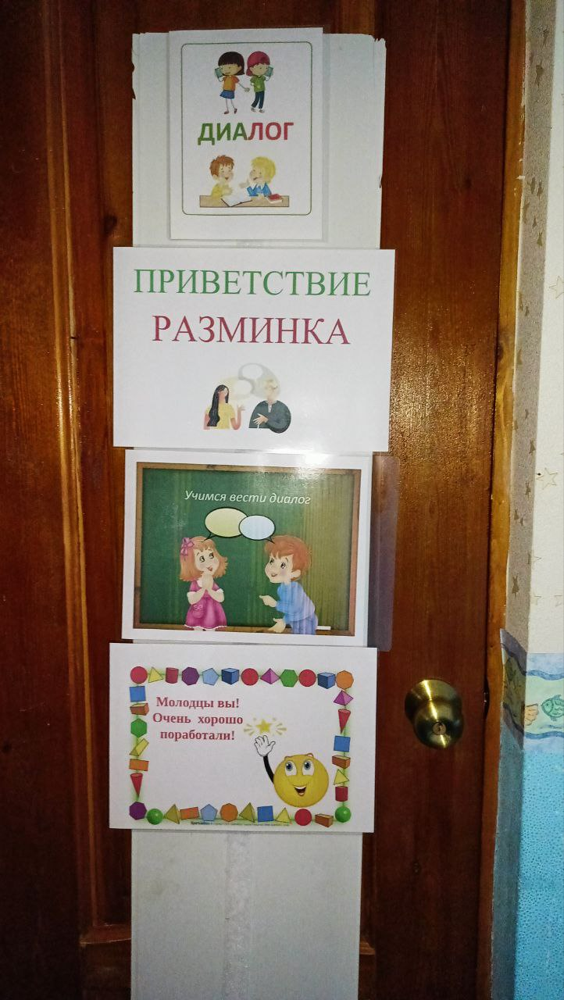 ДИАЛОГ
ПРИВЕТСТВИЕ
РАЗМИНКА
Учимся вести диалог
Молодцы вы!
Очень хорошо
поработали!